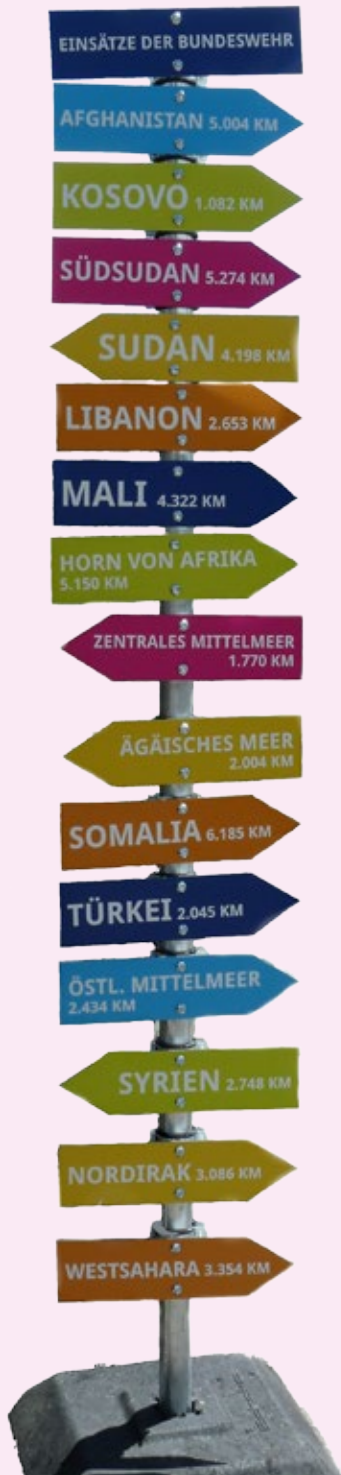 EINSÄTZE DER BUNDESWEHR
AFGHANISTAN 5.004 KM
KOSOVO 1.082 KM
SÜDSUDAN 5.274 KM
SUDAN 4.198 KM
LIBANON 2.653 KM
MALI 4.322 KM
HORN VON AFRIKA
5.150 KM
ZENTRALES MITTELMEER
1.770 KM
ÄGÄISCHES MEER
2.004 KM
SOMALIA 6.185 KM
TÜRKEI 2.045 KM
ÖSTL. MITTELMEER
2.434 KM
SYRIEN 2.748 KM
NORDIRAK 3.086 KM
WESTSAHARA 3.354 KM